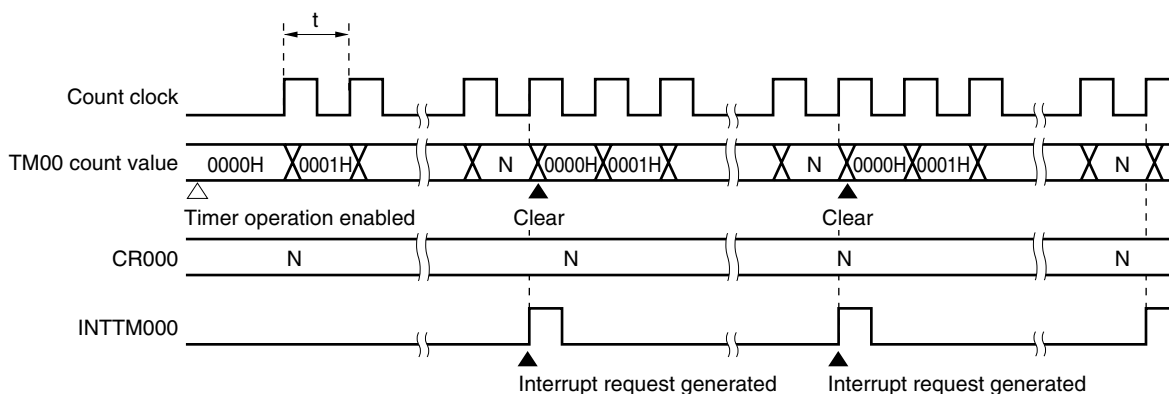 t
Count clock
TM00 count value 0000H 0001H N 0000H 0001H N 0000H 0001H N
Timer operation enabled Clear Clear
CR000 N N N N
INTTM000
Interrupt request generated Interrupt request generated